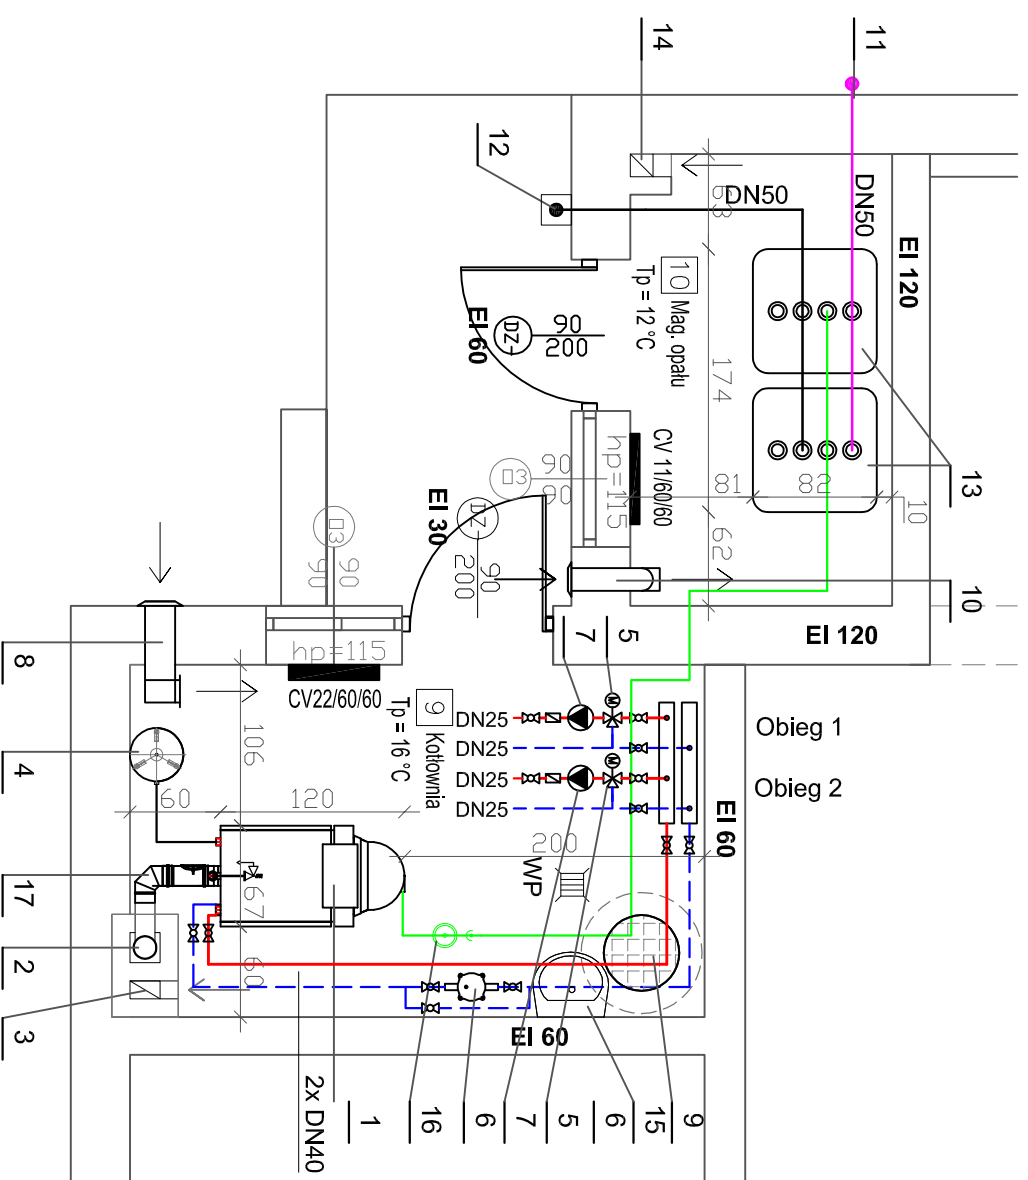 11
14
12
DN50
DN50
63
EI 120
10 Mag. opału
Tp = 12 °C
90
200
DZ-
EI 60
174
13
CV 11/60/60
hp=115
90
90
81
82
10
EI 30
DZ
90
200
62
10
90
90
hp=115
CV22/60/60
8
7
5
EI 120
9 Kotłownia
Tp = 16 °C
DN25
DN25
DN25
DN25
M
M
Obieg 1
Obieg 2
EI 60
106
4
60
120
200
WP
67
17
2
60
3
EI 60
2x DN40
1
16
6
7
5
6
15
9